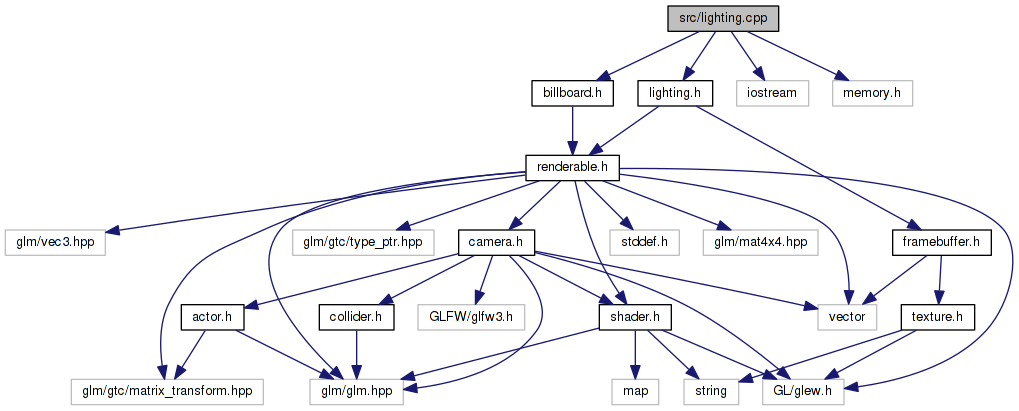 src/lighting.cpp
billboard.h
lighting.h
iostream
memory.h
renderable.h
glm/vec3.hpp
glm/gtc/type_ptr.hpp
camera.h
stddef.h
glm/mat4x4.hpp
framebuffer.h
actor.h
collider.h
GLFW/glfw3.h
shader.h
vector
texture.h
glm/gtc/matrix_transform.hpp
glm/glm.hpp
map
string
GL/glew.h